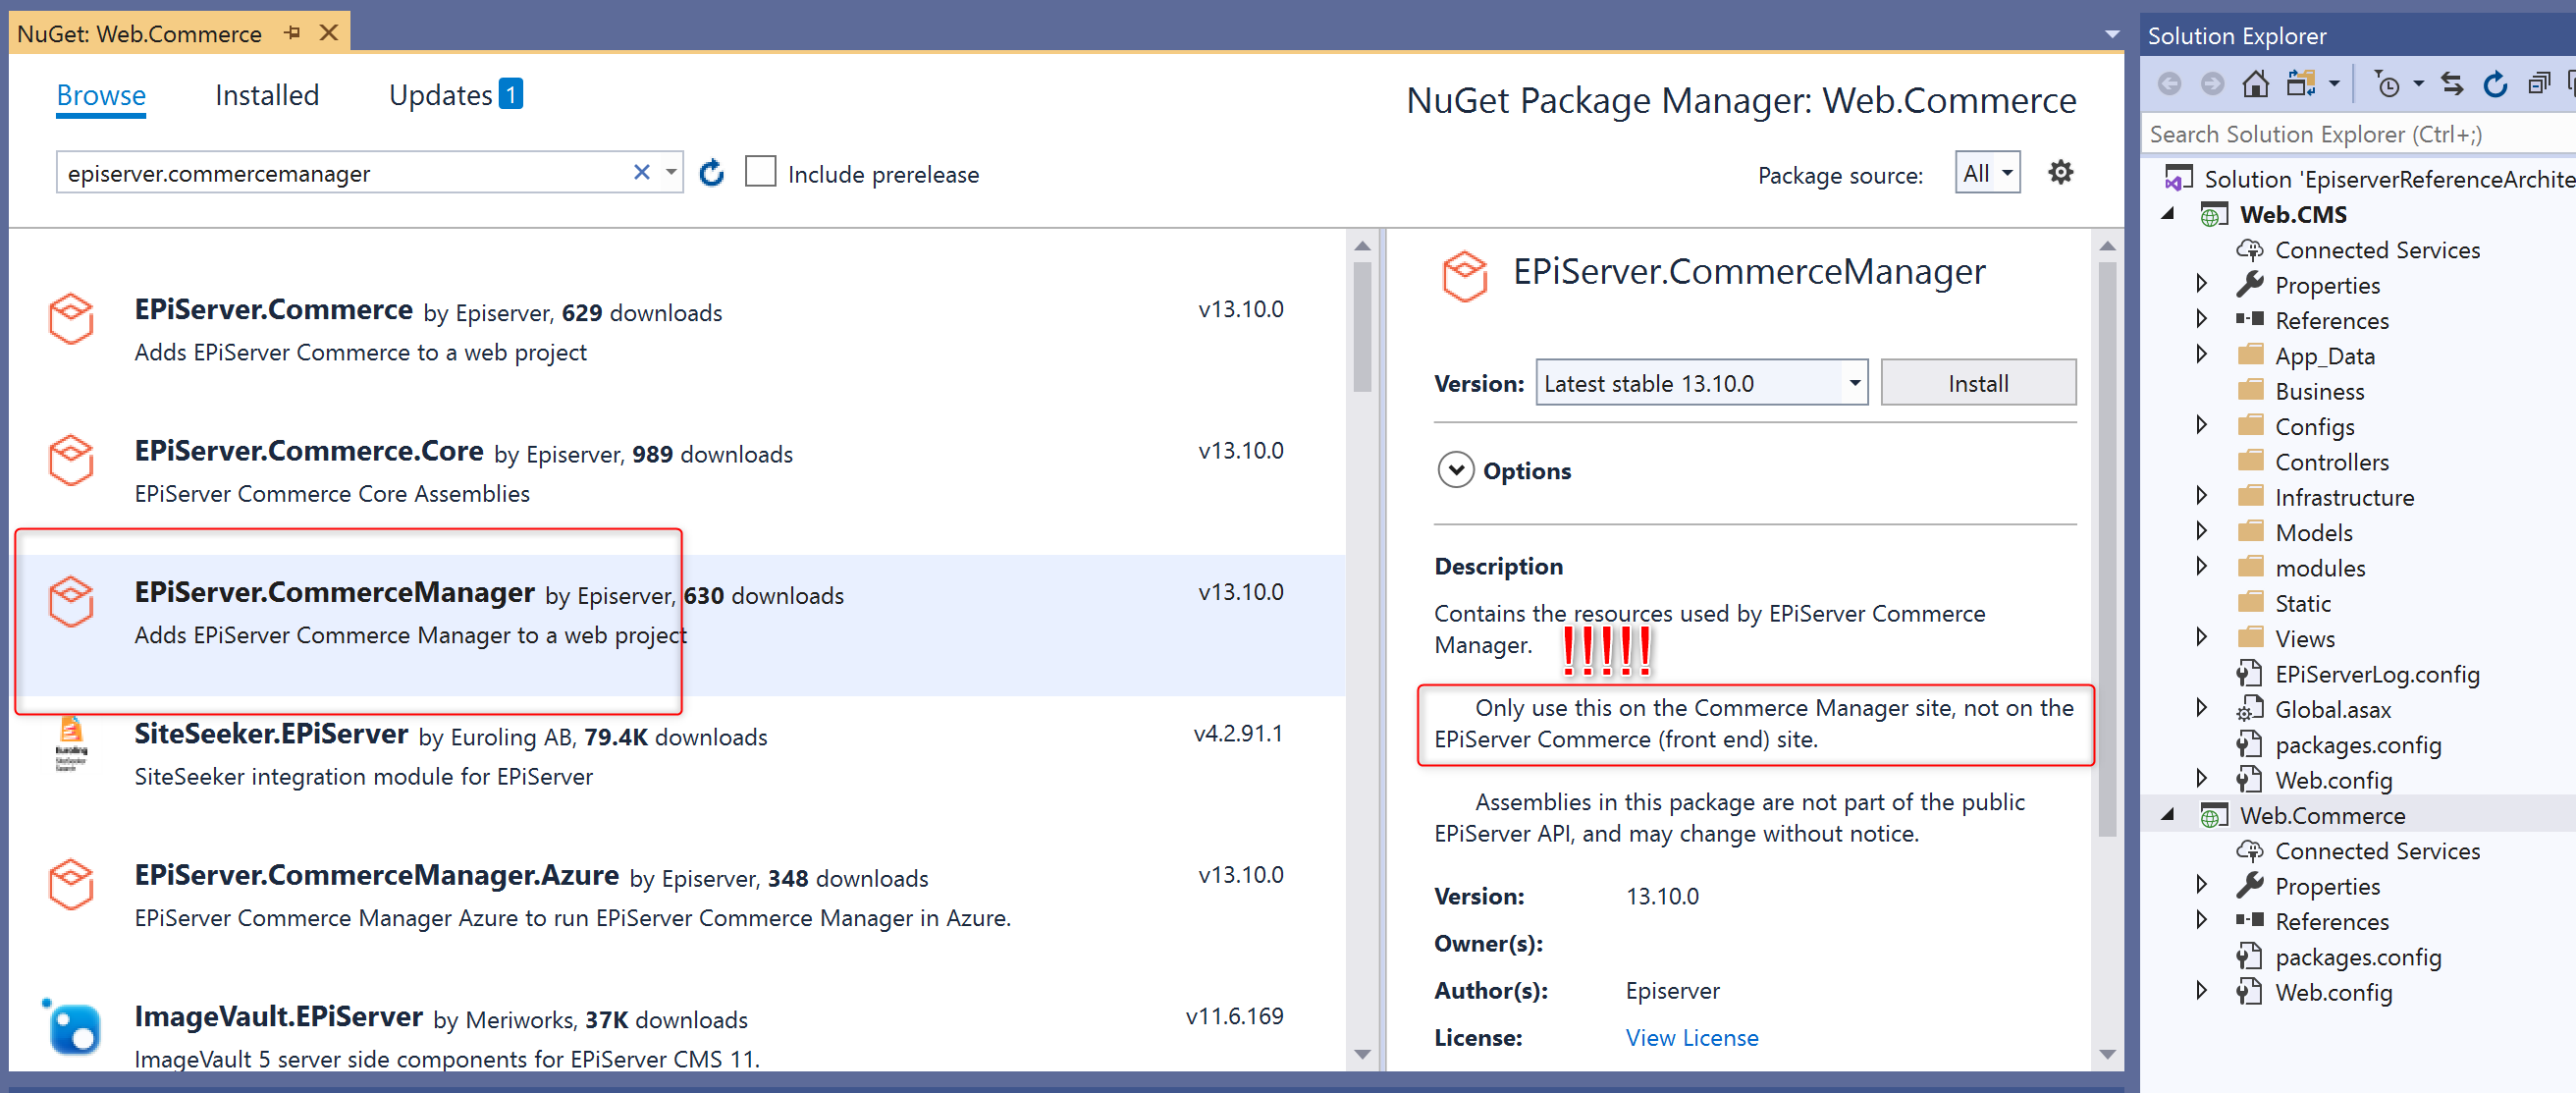 NuGet: Web.Commerce
Browse
Installed
Updates 1
NuGet Package Manager: Web.Commerce
episerver.commercemanager
Include prerelease
Package source:
All
EPiServer.Commerce by Episerver, 629 downloads
v13.10.0
Adds EPiServer Commerce to a web project
EPiServer.Commerce.Core by Episerver, 989 downloads
v13.10.0
EPiServer Commerce Core Assemblies
EPiServer.CommerceManager by Episerver, 630 downloads
v13.10.0
Adds EPiServer Commerce Manager to a web project
SiteSeeker.EPiServer by Euroling AB, 79.4K downloads
v4.2.91.1
SiteSeeker integration module for EPiServer
EPiServer.CommerceManager.Azure by Episerver, 348 downloads
v13.10.0
EPiServer Commerce Manager Azure to run EPiServer Commerce Manager in Azure.
ImageVault.EPiServer by Meriworks, 37K downloads
v11.6.169
ImageVault 5 server side components for EPiServer CMS 11.
EPiServer.CommerceManager
Version:
Latest stable 13.10.0
Install
Options
Description
Contains the resources used by EPiServer Commerce
Manager.
!!!!!
Only use this on the Commerce Manager site, not on the
EPiServer Commerce (front end) site.
Assemblies in this package are not part of the public
EPiServer API, and may change without notice.
Version: 13.10.0
Owner(s):
Author(s): Episerver
License: View License
Solution Explorer
Search Solution Explorer (Ctrl+;)
Solution 'EpiserverReferenceArchite
Web.CMS
Connected Services
Properties
References
App_Data
Business
Configs
Controllers
Infrastructure
Models
modules
Static
Views
EPiServerLog.config
Global.asax
packages.config
Web.config
Web.Commerce
Connected Services
Properties
References
packages.config
Web.config